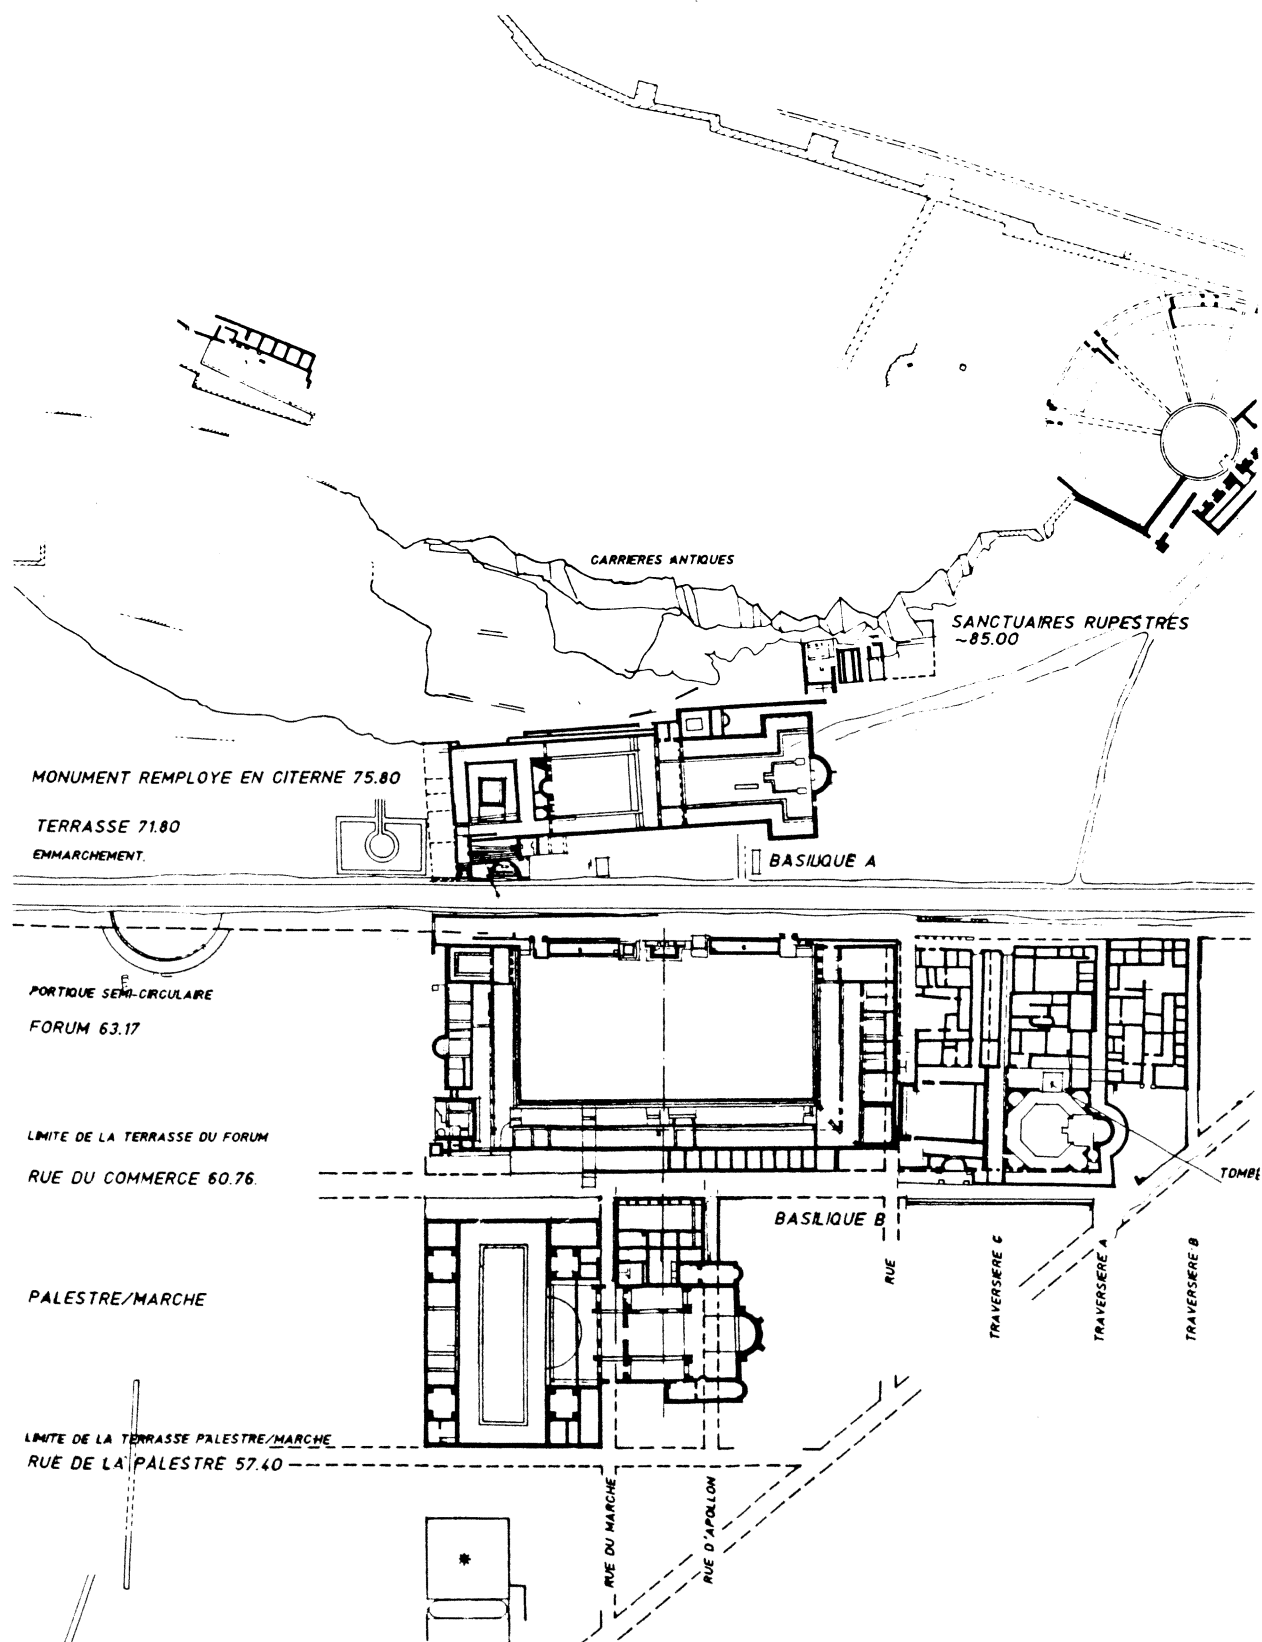 CARRIERES ANTIQUES
SANCTUAIRES RUPESTRES
~85.00
MONUMENT REMPLOYE EN CITERNE 75.80
TERRASSE 71.80
EMMARCHEMENT.
BASILIQUE A
PORTIQUE SEMI-CIRCULAIRE
FORUM 63.17
LIMITE DE LA TERRASSE DU FORUM
RUE DU COMMERCE 60.76.
TOMBE
BASILIQUE B
RUE
TRAVERSIERE C
TRAVERSIERE A
TRAVERSIERE B
PALESTRE/MARCHE
LIMITE DE LA TERRASSE PALESTRE/MARCHE
RUE DE LA PALESTRE 57.40
RUE DU MARCHE
RUE D'APOLLON